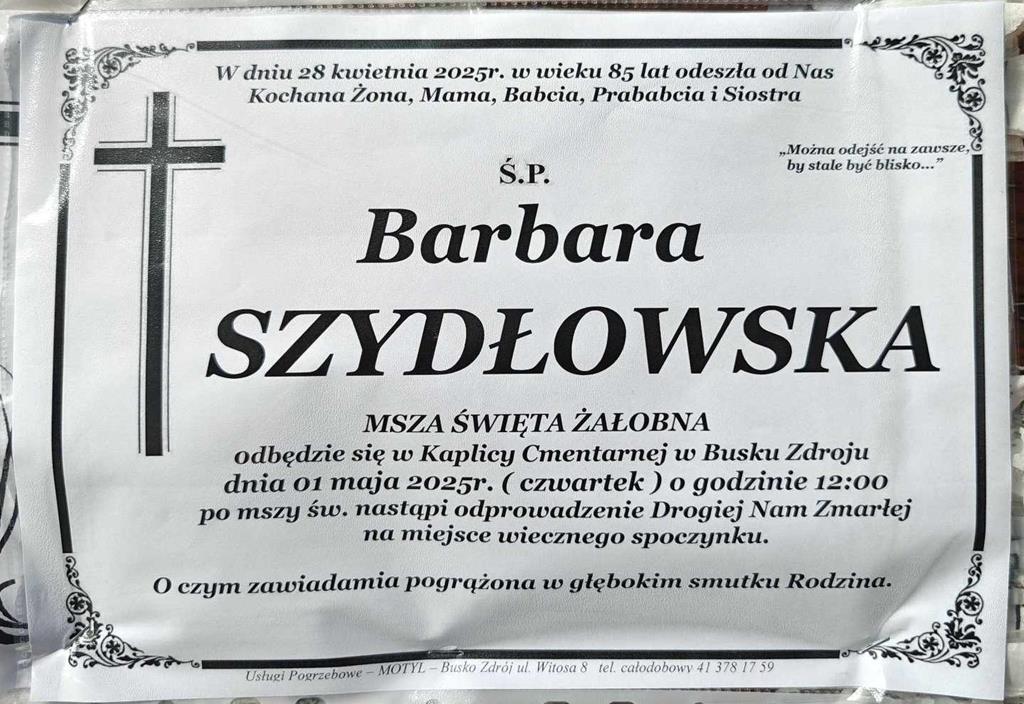 W dniu 28 kwietnia 2025r. w wieku 85 lat odeszła od Nas
Kochana Żona, Mama, Babcia, Prababcia i Siostra
„Można odejść na zawsze,
by stale być blisko...”
Ś.P.
Barbara
SZYDŁOWSKA
MSZA ŚWIĘTA ŻAŁOBNA
odbędzie się w Kaplicy Cmentarnej w Busku Zdroju
dnia 01 maja 2025r. ( czwartek ) o godzinie 12:00
po mszy św. nastąpi odprowadzenie Drogiej Nam Zmarłej
na miejsce wiecznego spoczynku.
O czym zawiadamia pogrążona w głębokim smutku Rodzina.
Usługi Pogrzebowe – MOTYL – Busko Zdrój ul. Witosa 8 tel. całodobowy 41 378 17 59